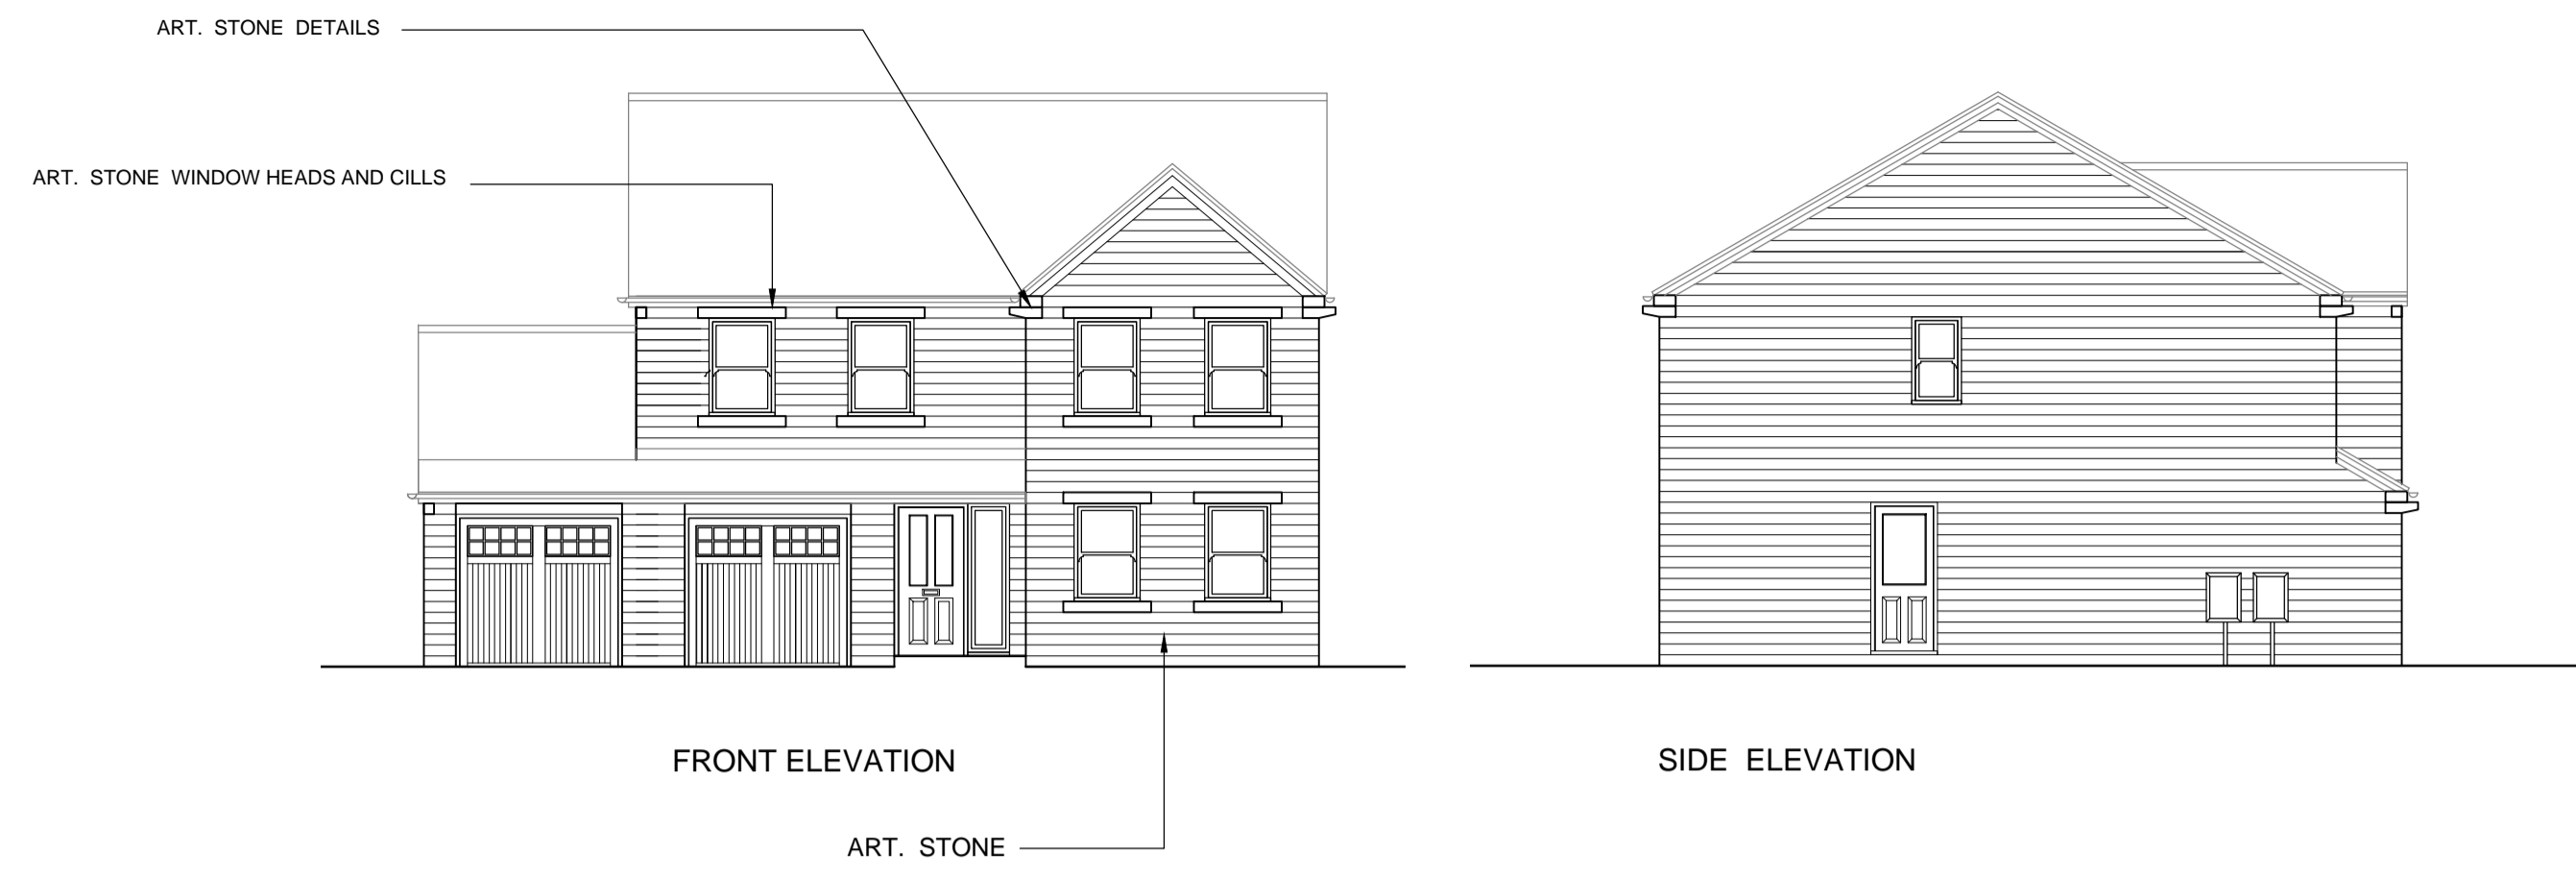 ART. STONE DETAILS
ART. STONE WINDOW HEADS AND CILLS
FRONT ELEVATION
SIDE ELEVATION
ART. STONE